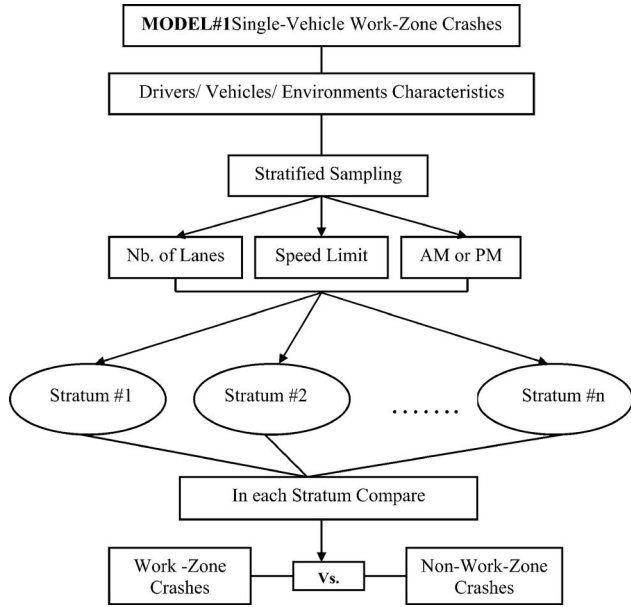 MODEL#1Single-Vehicle Work-Zone Crashes
Drivers/ Vehicles/ Environments Characteristics
Stratified Sampling
Nb. of Lanes
Speed Limit
AM or PM
Stratum #1
Stratum #2
.......
Stratum #n
In each Stratum Compare
Work -Zone
Crashes
Vs.
Non-Work-Zone
Crashes